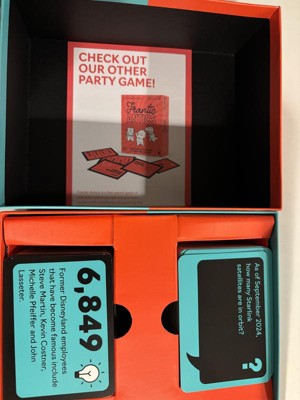 CHECK OUT
OUR OTHER
PARTY GAME!
Frantic
6,849
Former Disneyland employees
that have become famous include
Steve Martin, Kevin Costner,
Michelle Pfeiffer and John
Lasseter.
As of September 2024,
how many Starlink
satellites are in orbit?
?